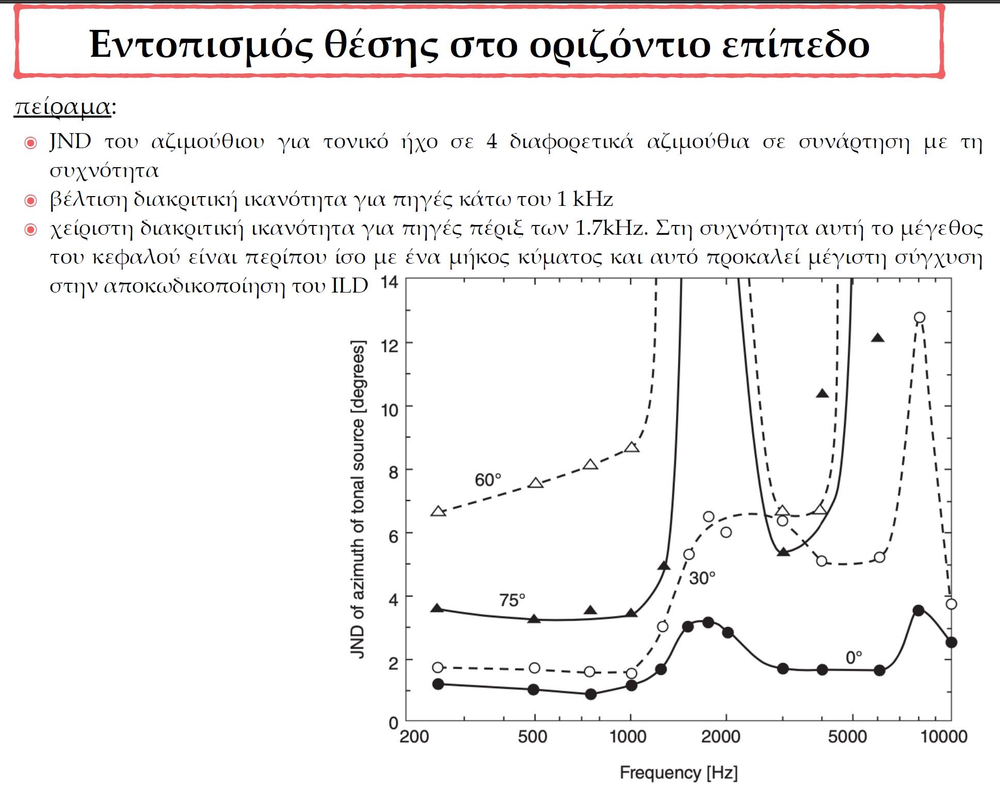 Εντοπισμός θέσης στο οριζόντιο επίπεδο
πείραμα:
JND του αζιμούθιου για τονικό ήχο σε 4 διαφορετικά αζιμούθια σε συνάρτηση με τη
συχνότητα
βέλτιση διακριτική ικανότητα για πηγές κάτω του 1 kHz
χείριστη διακριτική ικανότητα για πηγές πέριξ των 1.7kHz. Στη συχνότητα αυτή το μέγεθος
του κεφαλού είναι περίπου ίσο με ένα μήκος κύματος και αυτό προκαλεί μέγιστη σύγχυση
στην αποκωδικοποίηση του ILD
JND of azimuth of tonal source [degrees]
14
12
10
8
6
4
2
0
60°
75°
30°
0°
200 500 1000 2000 5000 10000
Frequency [Hz]